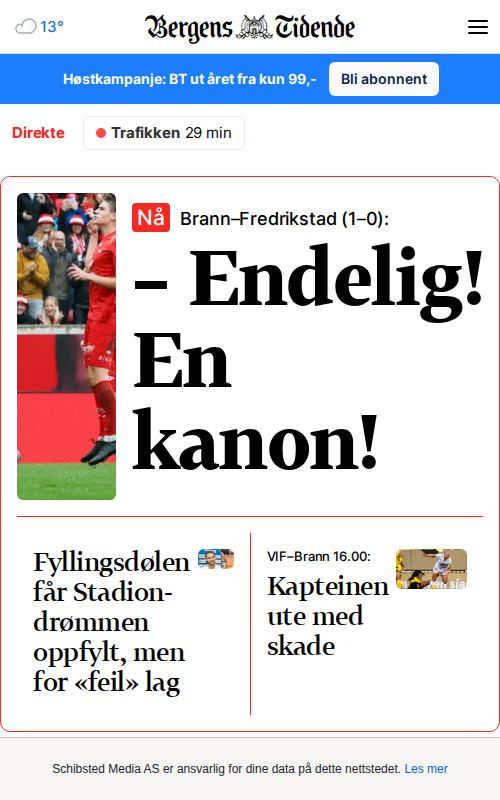 13°
Bergens Tidende
Høstkampanje: BT ut året fra kun 99,-
Bli abonnent
Direkte
Trafikken 29 min
Nå
Brann–Fredrikstad (1–0):
– Endelig!
En
kanon!
Fyllingsdølen
får Stadion-
drømmen
oppfylt, men
for «feil» lag
VIF–Brann 16.00:
Kapteinen
ute med
skade
Schibsted Media AS er ansvarlig for dine data på dette nettstedet. Les mer